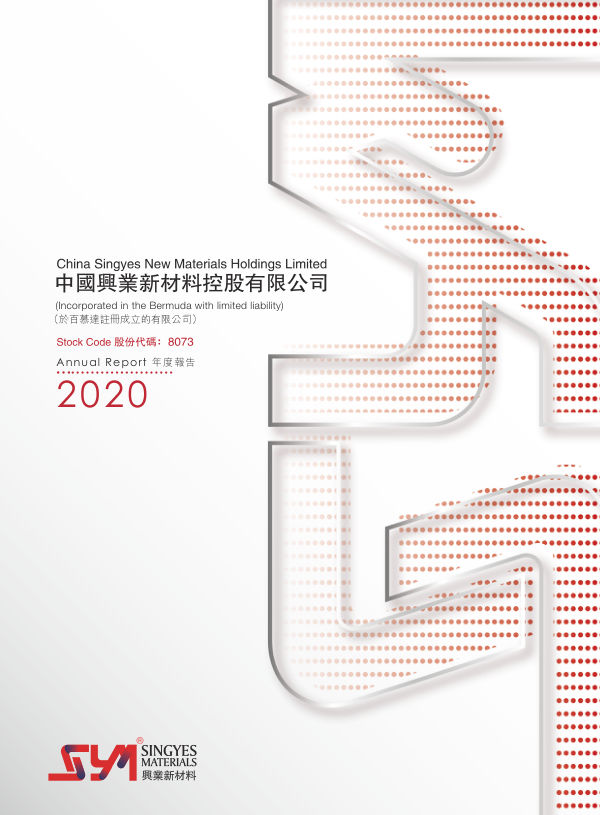 China Singyes New Materials Holdings Limited
中國興業新材料控股有限公司
(Incorporated in the Bermuda with limited liability)
（於百慕達註冊成立的有限公司）
Stock Code 股份代碼：8073
Annual Report 年度報告
2020
SYM®
SINGYES
MATERIALS
興業新材料